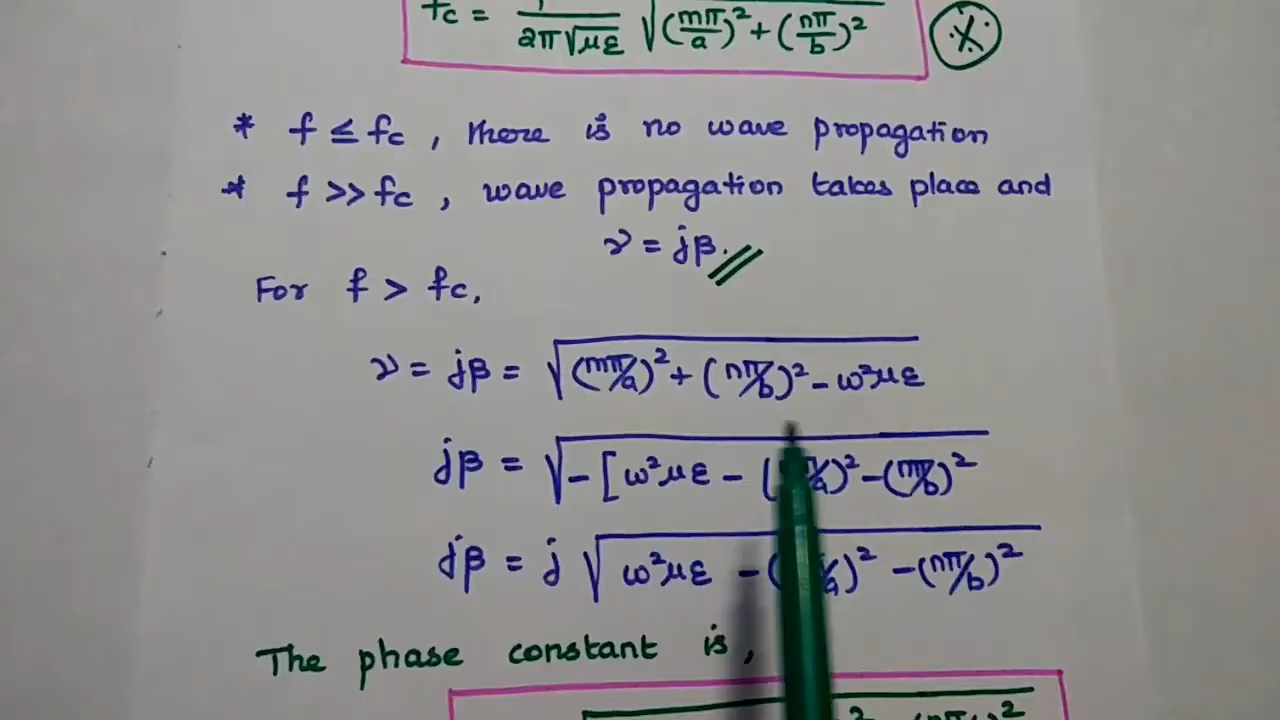 fc = 1/2π√με √(mπ/a)² + (nπ/b)²
* f ≤ fc , there is no wave propagation
* f >> fc , wave propagation takes place and
γ = jβ.
For f > fc,
γ = jβ = √(mπ/a)² + (nπ/b)² - ω²με
jβ = √-[ω²με - (mπ/a)² - (nπ/b)²
jβ = j √ω²με - (mπ/a)² - (nπ/b)²
The phase constant is,